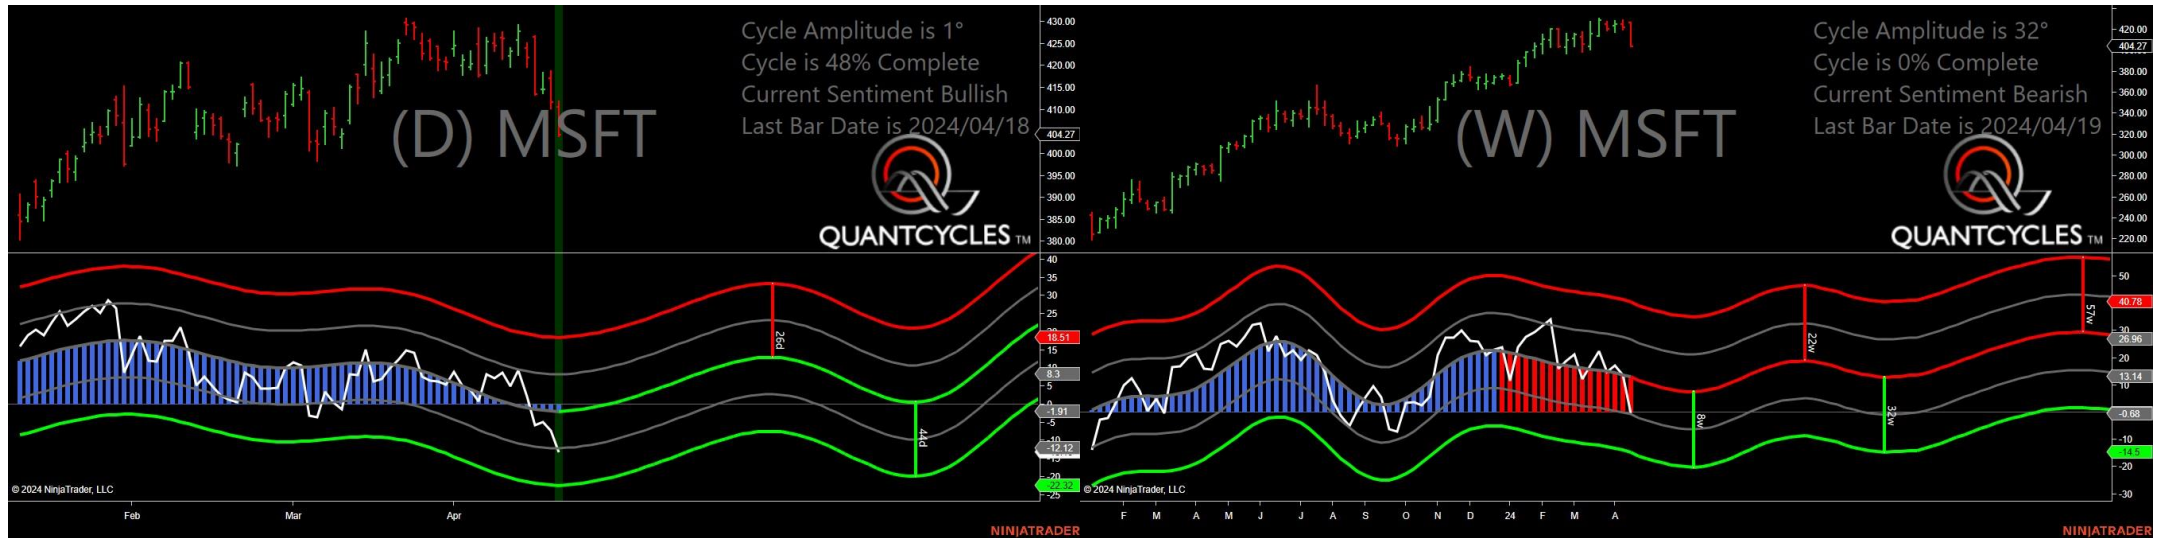 Cycle Amplitude is 1°
Cycle is 48% Complete
Current Sentiment Bullish
Last Bar Date is 2024/04/18
(D) MSFT
QUANTCYCLES TM
430.00
425.00
420.00
415.00
410.00
404.27
400.00
395.00
390.00
385.00
380.00
40
35
30
25
18.51
15
8.3
5
0
-1.91
-5
-12.12
-22.32
-25
26d
44d
© 2024 NinjaTrader, LLC
Feb Mar Apr
NINJATRADER
Cycle Amplitude is 32°
Cycle is 0% Complete
Current Sentiment Bearish
Last Bar Date is 2024/04/19
(W) MSFT
QUANTCYCLES TM
420.00
404.27
380.00
360.00
340.00
320.00
300.00
280.00
260.00
240.00
220.00
50
40.78
30
26.96
20
13.14
10
-0.68
-10
-14.5
-20
-30
8w
22w
32w
57w
© 2024 NinjaTrader, LLC
F M A M J J A S O N D 24 F M A
NINJATRADER